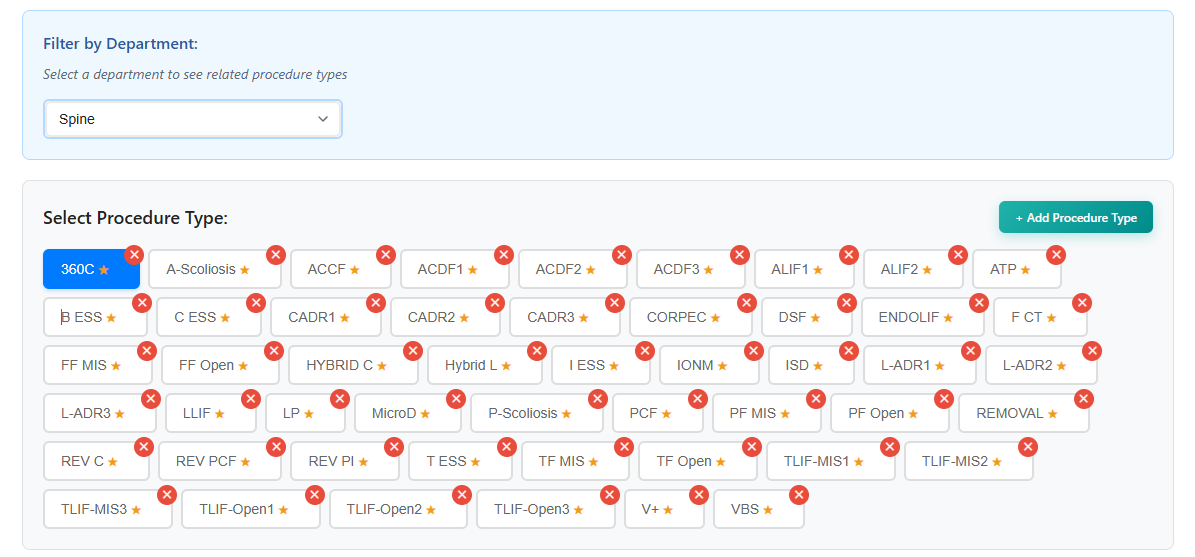 Filter by Department:
Select a department to see related procedure types
Spine
Select Procedure Type:
+ Add Procedure Type
360C ★ A-Scoliosis ★ ACCF ★ ACDF1 ★ ACDF2 ★ ACDF3 ★ ALIF1 ★ ALIF2 ★ ATP ★
B ESS ★ C ESS ★ CADR1 ★ CADR2 ★ CADR3 ★ CORPEC ★ DSF ★ ENDOLIF ★ F CT ★
FF MIS ★ FF Open ★ HYBRID C ★ Hybrid L ★ I ESS ★ IONM ★ ISD ★ L-ADR1 ★ L-ADR2 ★
L-ADR3 ★ LLIF ★ LP ★ MicroD ★ P-Scoliosis ★ PCF ★ PF MIS ★ PF Open ★ REMOVAL ★
REV C ★ REV PCF ★ REV PI ★ T ESS ★ TF MIS ★ TF Open ★ TLIF-MIS1 ★ TLIF-MIS2 ★
TLIF-MIS3 ★ TLIF-Open1 ★ TLIF-Open2 ★ TLIF-Open3 ★ V+ ★ VBS ★